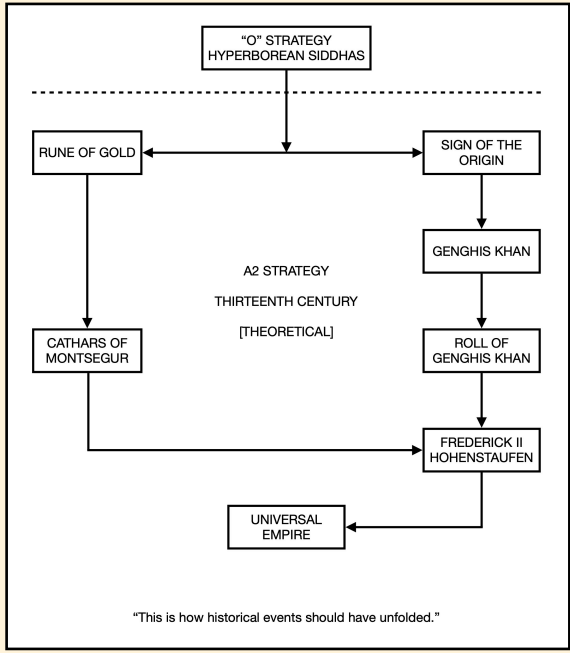 “O” STRATEGY
HYPERBOREAN SIDDHAS
RUNE OF GOLD
SIGN OF THE
ORIGIN
GENGHIS KHAN
A2 STRATEGY
THIRTEENTH CENTURY
[THEORETICAL]
CATHARS OF
MONTSEGUR
ROLL OF
GENGHIS KHAN
FREDERICK II
HOHENSTAUFEN
UNIVERSAL
EMPIRE
“This is how historical events should have unfolded.”